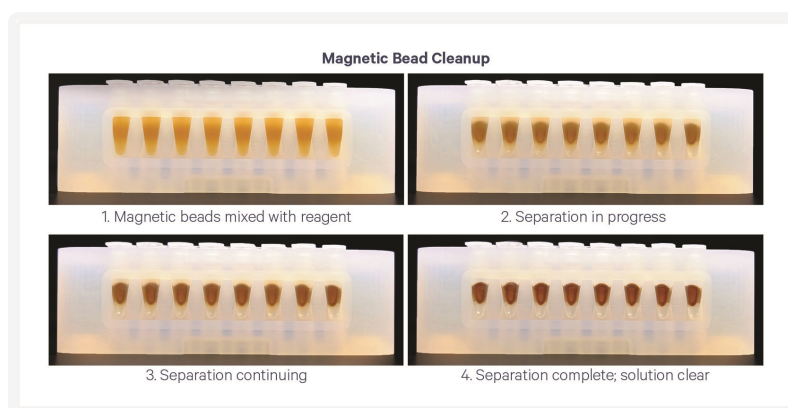 Magnetic Bead Cleanup
1. Magnetic beads mixed with reagent
2. Separation in progress
3. Separation continuing
4. Separation complete; solution clear